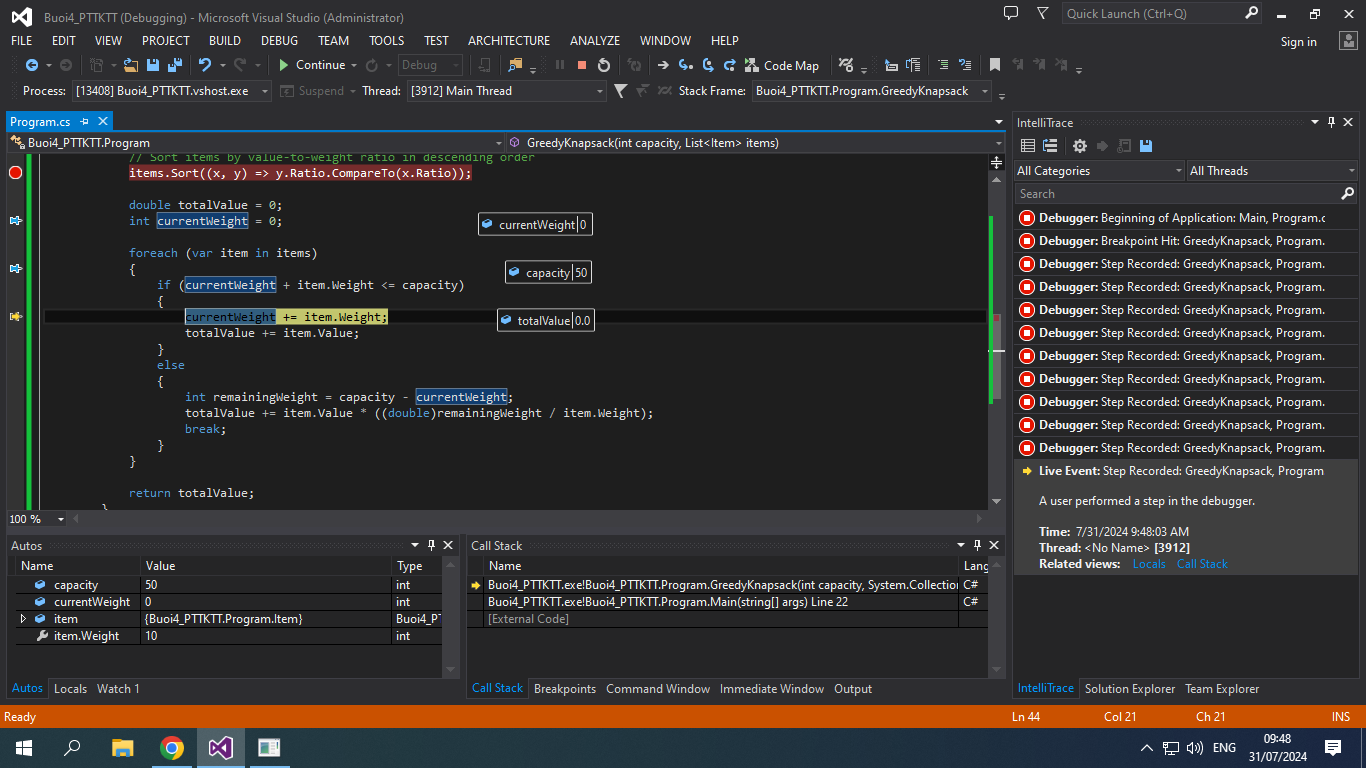 Buoi4_PTTKTT (Debugging) - Microsoft Visual Studio (Administrator)
Quick Launch (Ctrl+Q)
FILE EDIT VIEW PROJECT BUILD DEBUG TEAM TOOLS TEST ARCHITECTURE ANALYZE WINDOW HELP
Sign in
Continue Debug Code Map
Process: [13408] Buoi4_PTTKTT.vshost.exe Suspend Thread: [3912] Main Thread Stack Frame: Buoi4_PTTKTT.Program.GreedyKnapsack
Program.cs
Buoi4_PTTKTT.Program GreedyKnapsack(int capacity, List<Item> items)
// Sort items by value-to-weight ratio in descending order
items.Sort((x, y) => y.Ratio.CompareTo(x.Ratio));
double totalValue = 0;
int currentWeight = 0;
currentWeight 0
foreach (var item in items)
{
capacity 50
if (currentWeight + item.Weight <= capacity)
{
currentWeight += item.Weight;
totalValue 0.0
totalValue += item.Value;
}
else
{
int remainingWeight = capacity - currentWeight;
totalValue += item.Value * ((double)remainingWeight / item.Weight);
break;
}
}
return totalValue;
}
100 %
IntelliTrace
All Categories All Threads
Search
Debugger: Beginning of Application: Main, Program.c
Debugger: Breakpoint Hit: GreedyKnapsack, Program.
Debugger: Step Recorded: GreedyKnapsack, Program.
Debugger: Step Recorded: GreedyKnapsack, Program.
Debugger: Step Recorded: GreedyKnapsack, Program.
Debugger: Step Recorded: GreedyKnapsack, Program.
Debugger: Step Recorded: GreedyKnapsack, Program.
Debugger: Step Recorded: GreedyKnapsack, Program.
Debugger: Step Recorded: GreedyKnapsack, Program.
Debugger: Step Recorded: GreedyKnapsack, Program.
Debugger: Step Recorded: GreedyKnapsack, Program.
Live Event: Step Recorded: GreedyKnapsack, Program
A user performed a step in the debugger.
Time: 7/31/2024 9:48:03 AM
Thread: <No Name> [3912]
Related views: Locals Call Stack
IntelliTrace Solution Explorer Team Explorer
Autos
Name Value Type
capacity 50 int
currentWeight 0 int
item {Buoi4_PTTKTT.Program.Item} Buoi4_PT
item.Weight 10 int
Autos Locals Watch 1
Call Stack
Name Lang
Buoi4_PTTKTT.exe!Buoi4_PTTKTT.Program.GreedyKnapsack(int capacity, System.Collection C#
Buoi4_PTTKTT.exe!Buoi4_PTTKTT.Program.Main(string[] args) Line 22 C#
[External Code]
Call Stack Breakpoints Command Window Immediate Window Output
Ready Ln 44 Col 21 Ch 21 INS
ENG
09:48
31/07/2024